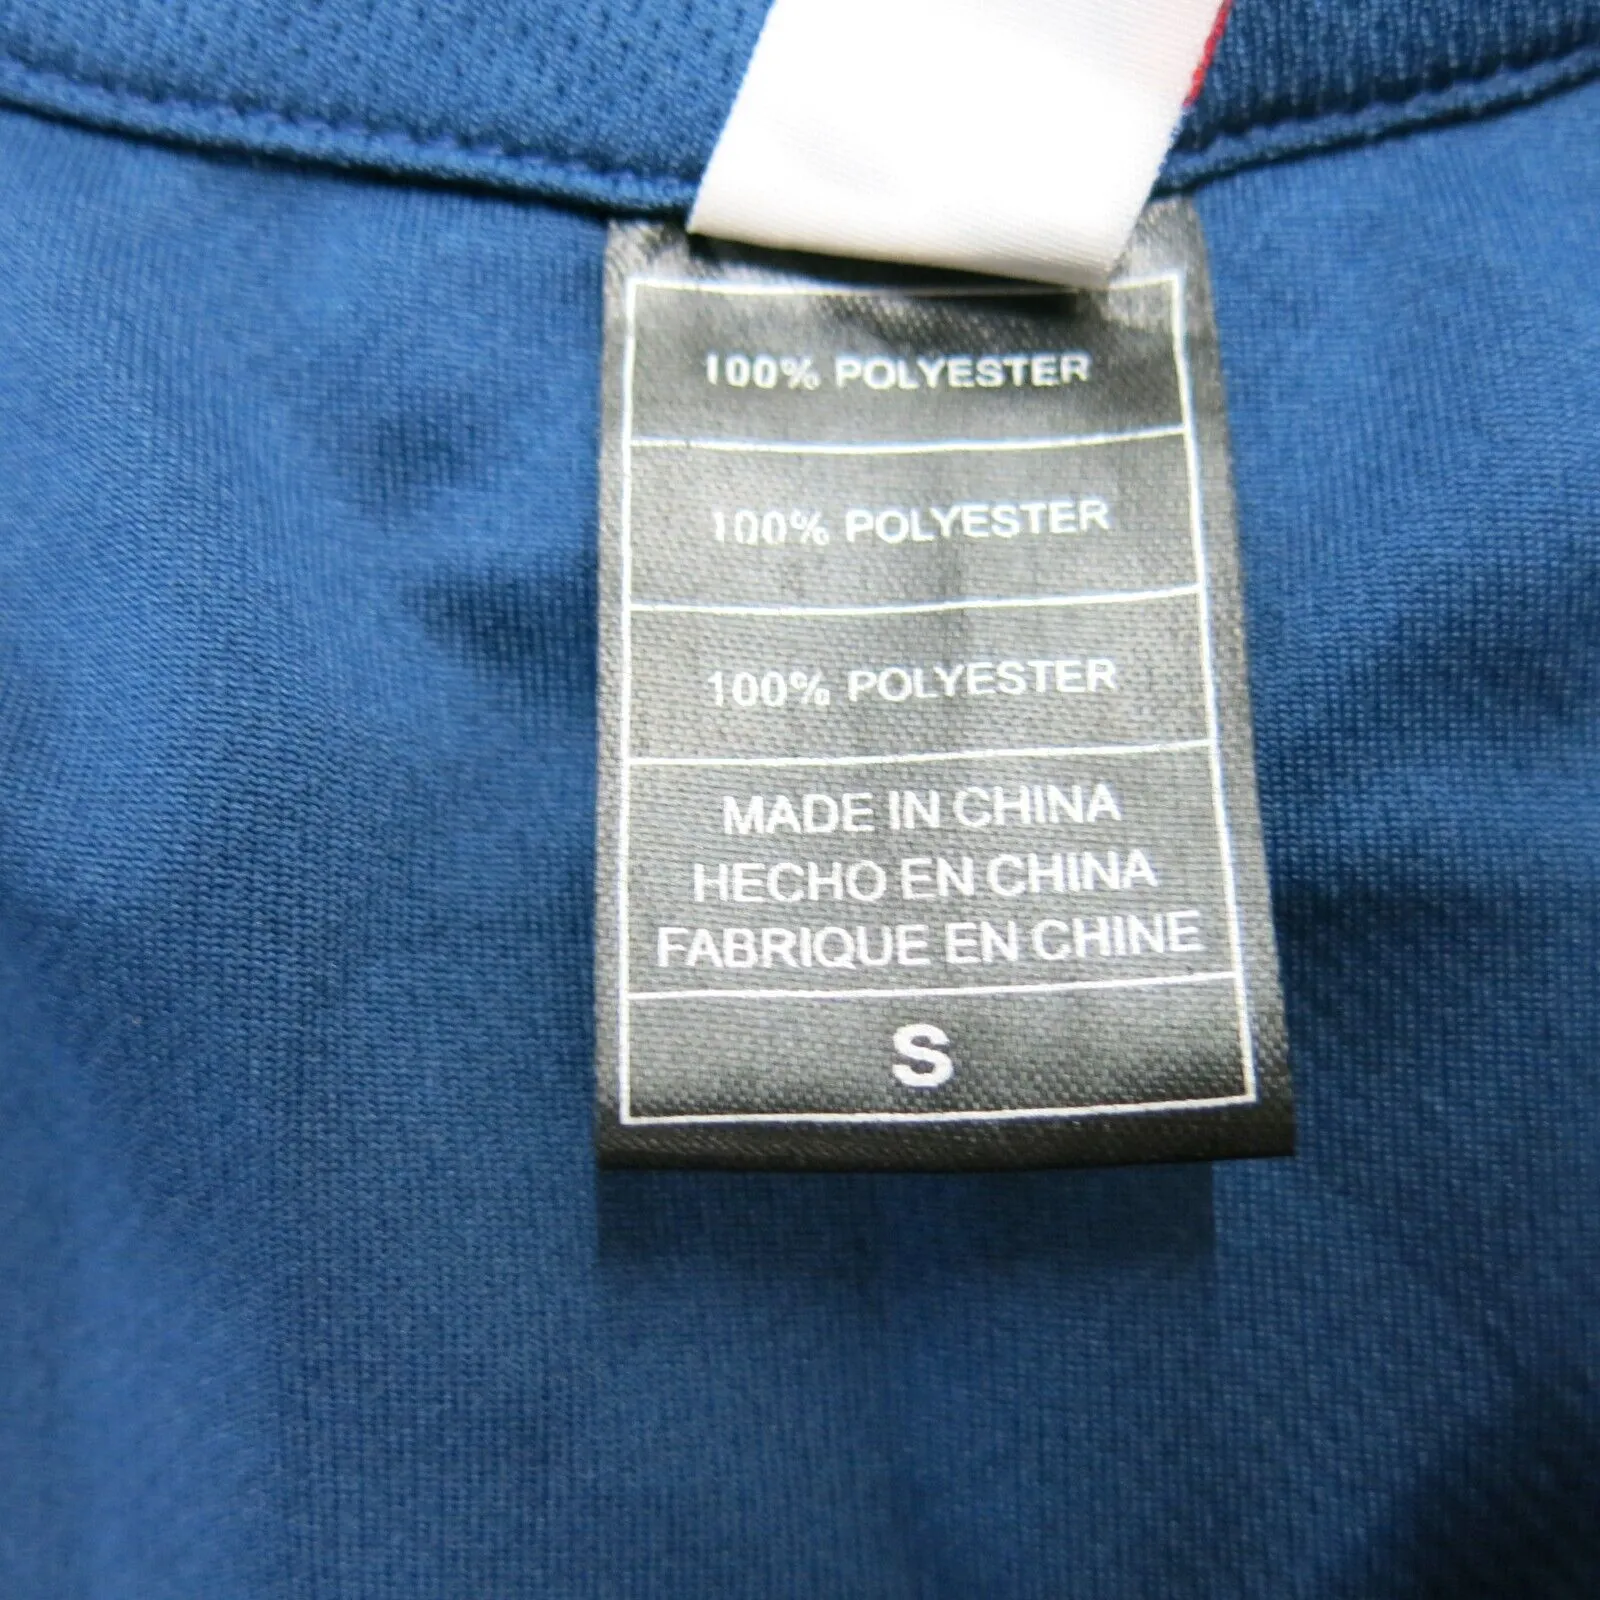 100% POLYESTER
100% POLYESTER
100% POLYESTER
MADE IN CHINA
HECHO EN CHINA
FABRIQUE EN CHINE
S